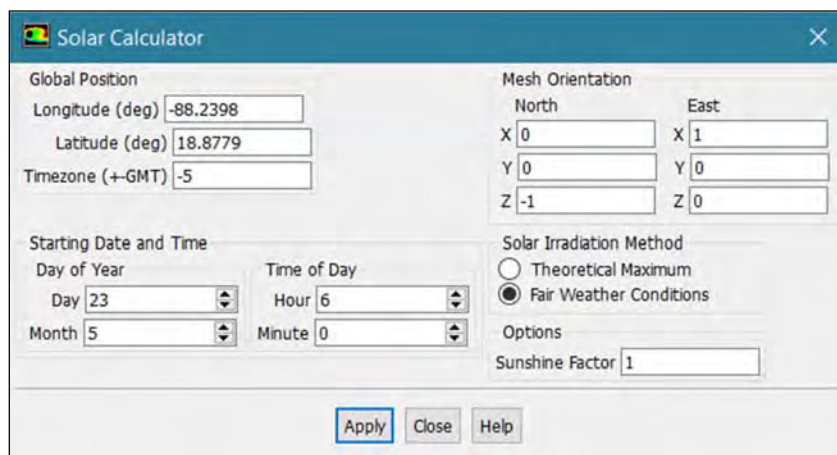 Solar Calculator
Global Position
Longitude (deg) -88.2398
Latitude (deg) 18.8779
Timezone (+-GMT) -5
Mesh Orientation
North East
X 0 X 1
Y 0 Y 0
Z -1 Z 0
Starting Date and Time
Day of Year Time of Day
Day 23 Hour 6
Month 5 Minute 0
Solar Irradiation Method
Theoretical Maximum
Fair Weather Conditions
Options
Sunshine Factor 1
Apply Close Help